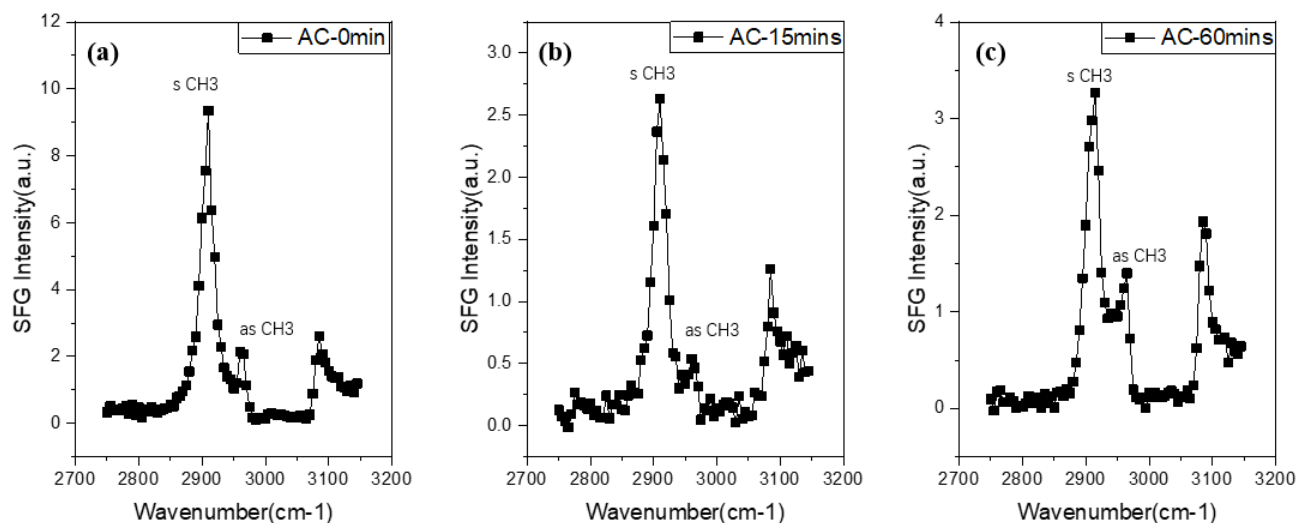 (a)
AC-0min
s CH3
as CH3
12
10
8
6
4
2
0
2700
2800
2900
3000
3100
3200
SFG Intensity(a.u.)
Wavenumber(cm-1)
(b)
AC-15mins
s CH3
as CH3
3.0
2.5
2.0
1.5
1.0
0.5
0.0
2700
2800
2900
3000
3100
3200
SFG Intensity(a.u.)
Wavenumber(cm-1)
(c)
AC-60mins
s CH3
as CH3
4
3
2
1
0
2700
2800
2900
3000
3100
3200
SFG Intensity(a.u.)
Wavenumber(cm-1)